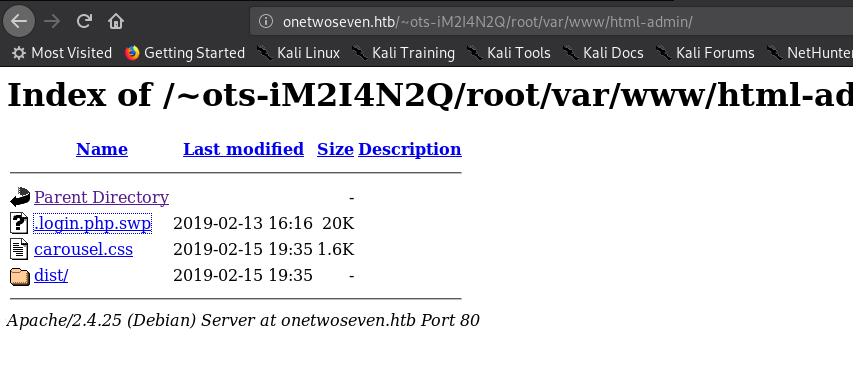 onetwoseven.htb/~ots-iM2I4N2Q/root/var/www/html-admin/
Most Visited Getting Started Kali Linux Kali Training Kali Tools Kali Docs Kali Forums NetHunte
Index of /~ots-iM2I4N2Q/root/var/www/html-ad
Name Last modified Size Description
Parent Directory -
.login.php.swp 2019-02-13 16:16 20K
carousel.css 2019-02-15 19:35 1.6K
dist/ 2019-02-15 19:35 -
Apache/2.4.25 (Debian) Server at onetwoseven.htb Port 80